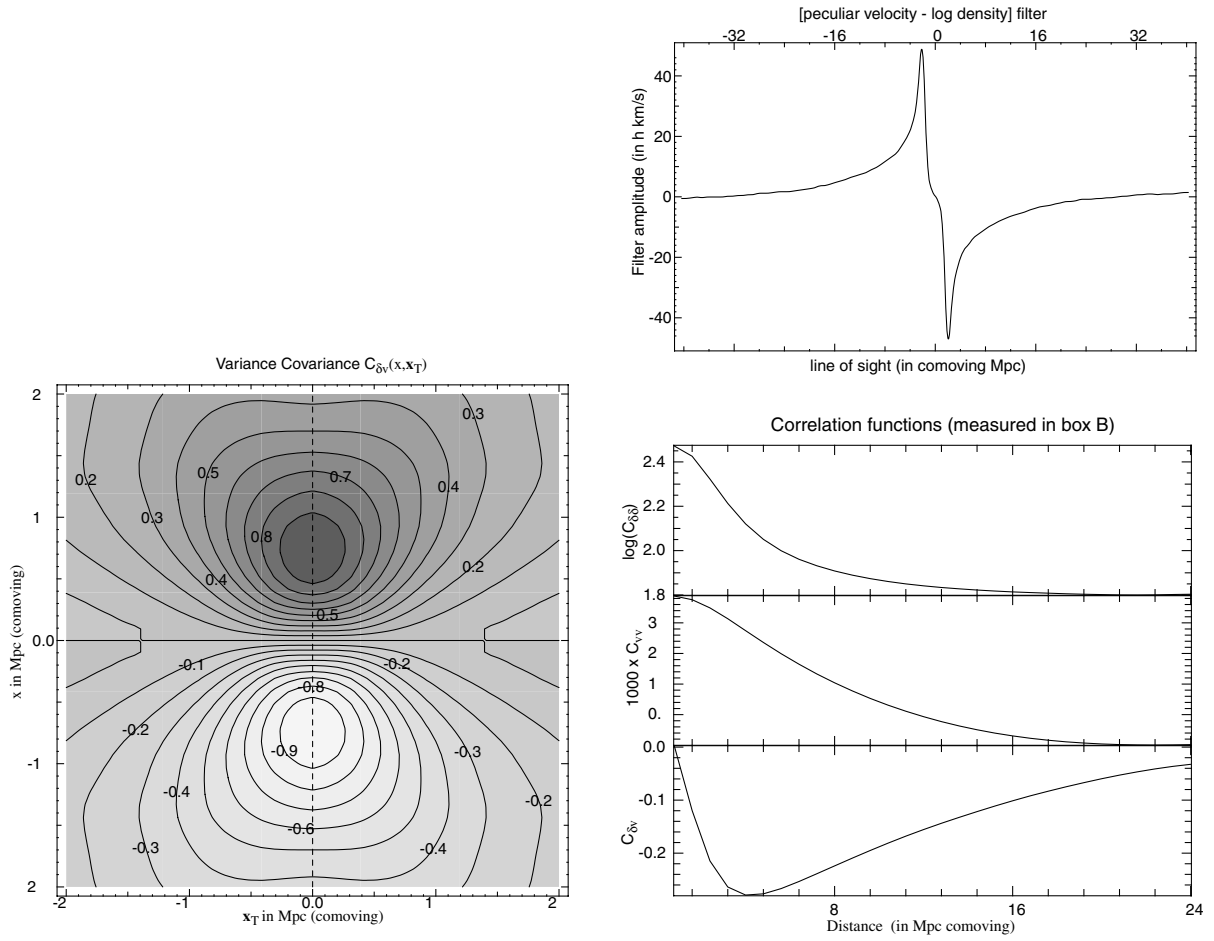 [peculiar velocity - log density] filter
-32 -16 0 16 32
40
20
0
-20
-40
Filter amplitude (in h km/s)
line of sight (in comoving Mpc)
Variance Covariance Cδv(x,xT)
2
1
0.0
-1
2
x in Mpc (comoving)
-2 -1 0.0 1 2
xT in Mpc (comoving)
0.3
0.5 0.7
0.2 0.4
0.3
0.8
0.4 0.2
0.5
-0.1 -0.2
-0.8
-0.2
-0.9 -0.3
-0.4 -0.2
-0.6
-0.3 -0.4
Correlation functions (measured in box B)
2.4
2.2
2.0
1.8
log(Cδδ)
3
2
1
0.
1000 x Cvv
0.0
-0.1
-0.2
Cδv
8 16 24
Distance (in Mpc comoving)